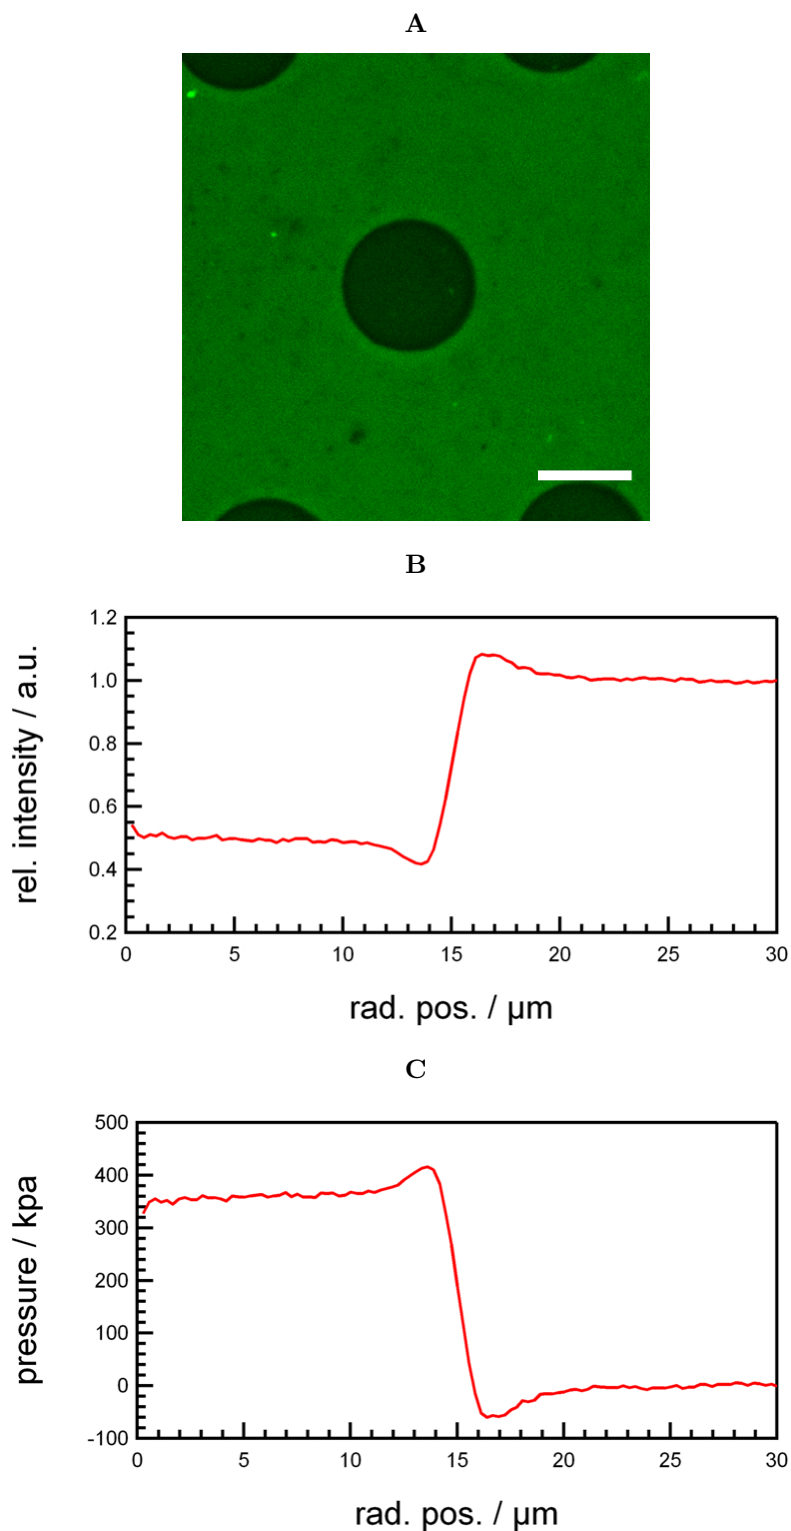 A
B
1.2
1.0
0.8
0.6
0.4
0.2
rel. intensity / a.u.
0 5 10 15 20 25 30
rad. pos. / µm
C
500
400
300
200
100
0
-100
pressure / kpa
0 5 10 15 20 25 30
rad. pos. / µm